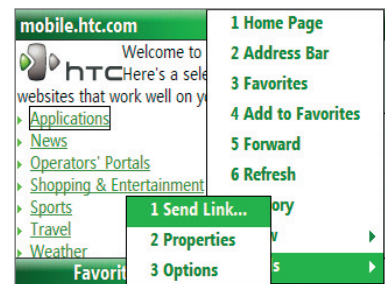 mobile.htc.com
hTC
Welcome to
Here's a sele
websites that work well on y
Applications
News
Operators' Portals
Shopping & Entertainment
Sports
Travel
Weather
Favorit
1 Home Page
2 Address Bar
3 Favorites
4 Add to Favorites
5 Forward
6 Refresh
ory
s
1 Send Link...
2 Properties
3 Options